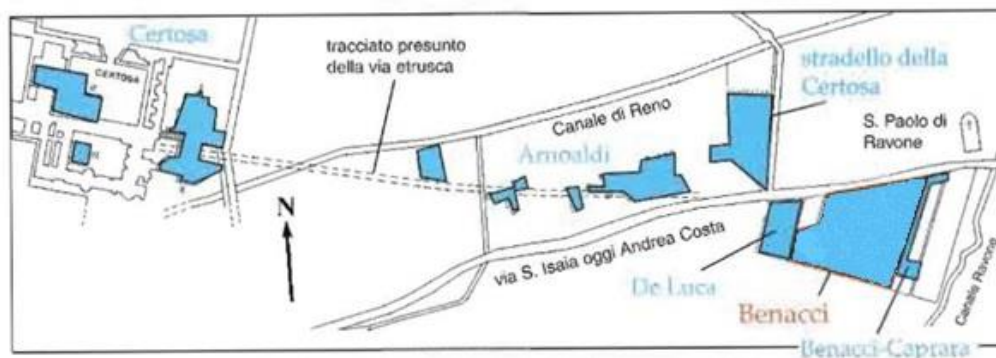 Certosa
CERTOSA
tracciato presunto
della via etrusca
stradello della
Certosa
Canale di Reno
S. Paolo di
Ravone
Arnoaldi
N
via S. Isaia oggi Andrea Costa
De Luca
Benacci
Benacci-Caprara
Canale Ravone